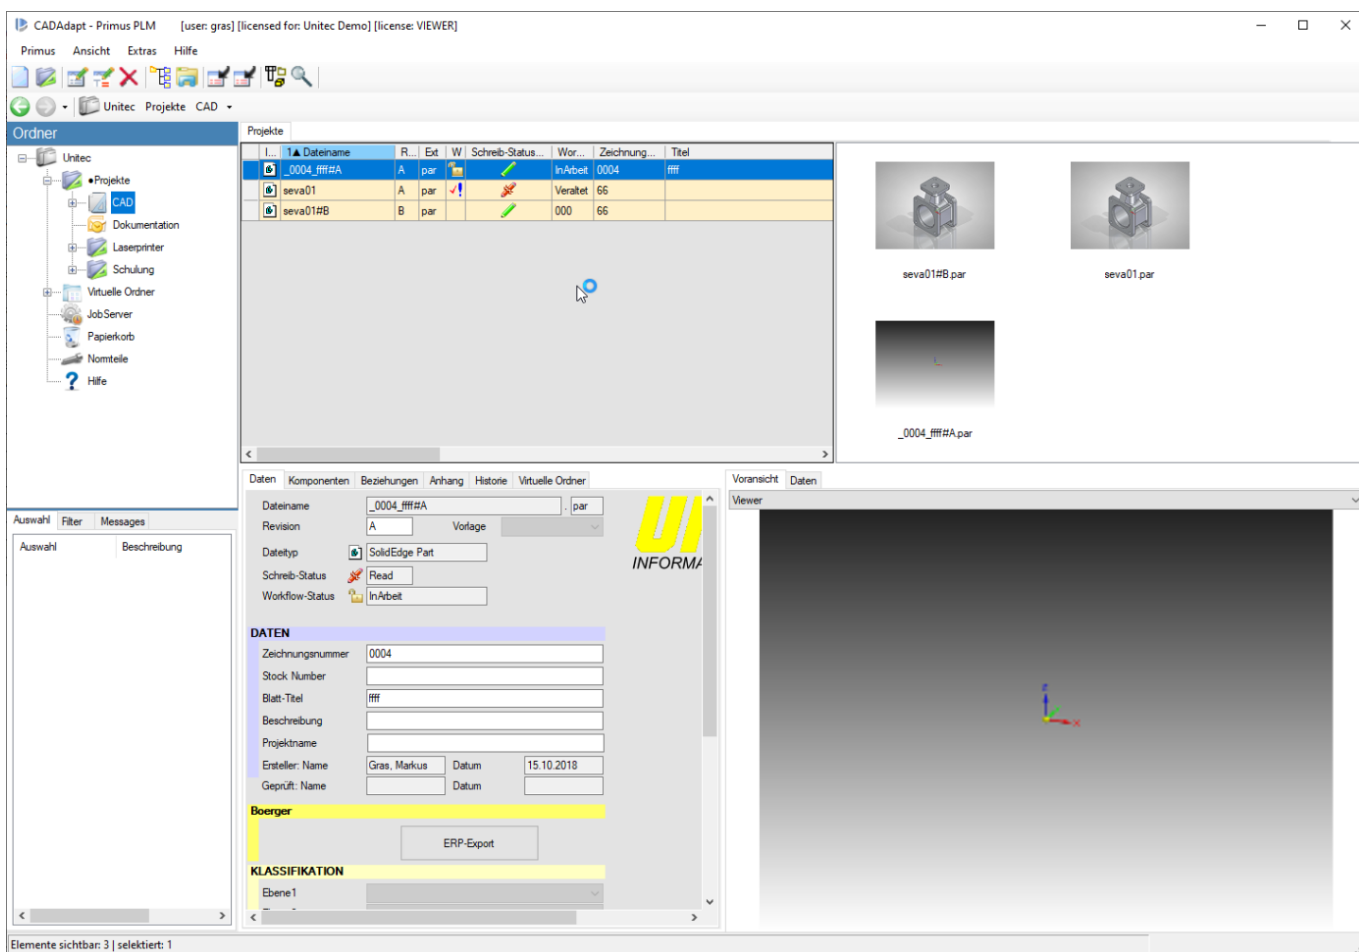 CADAdapt - Primus PLM [user: gras] [licensed for: Unitec Demo] [license: VIEWER]
Primus Ansicht Extras Hilfe
Unitec Projekte CAD
Ordner
Unitec
•Projekte
CAD
Dokumentation
Laserprinter
Schulung
Virtuelle Ordner
JobServer
Papierkorb
Normteile
Hilfe
Projekte
I... 1▲ Dateiname R... Ext W Schreib-Status... Wor... Zeichnung... Titel
_0004_ffff#A A par InArbeit 0004 ffff
seva01 A par Veraltet 66
seva01#B B par 000 66
seva01#B.par
seva01.par
_0004_ffff#A.par
Auswahl Filter Messages
Auswahl Beschreibung
Daten Komponenten Beziehungen Anhang Historie Virtuelle Ordner
Dateiname _0004_ffff#A . par
Revision A Vorlage
Dateityp SolidEdge Part
Schreib-Status Read
Workflow-Status InArbeit
INFORMA
DATEN
Zeichnungsnummer 0004
Stock Number
Blatt-Titel ffff
Beschreibung
Projektname
Ersteller: Name Gras, Markus Datum 15.10.2018
Geprüft: Name Datum
Boerger
ERP-Export
KLASSIFIKATION
Ebene1
Voransicht Daten
Viewer
Z
X
Elemente sichtbar: 3 | selektiert: 1